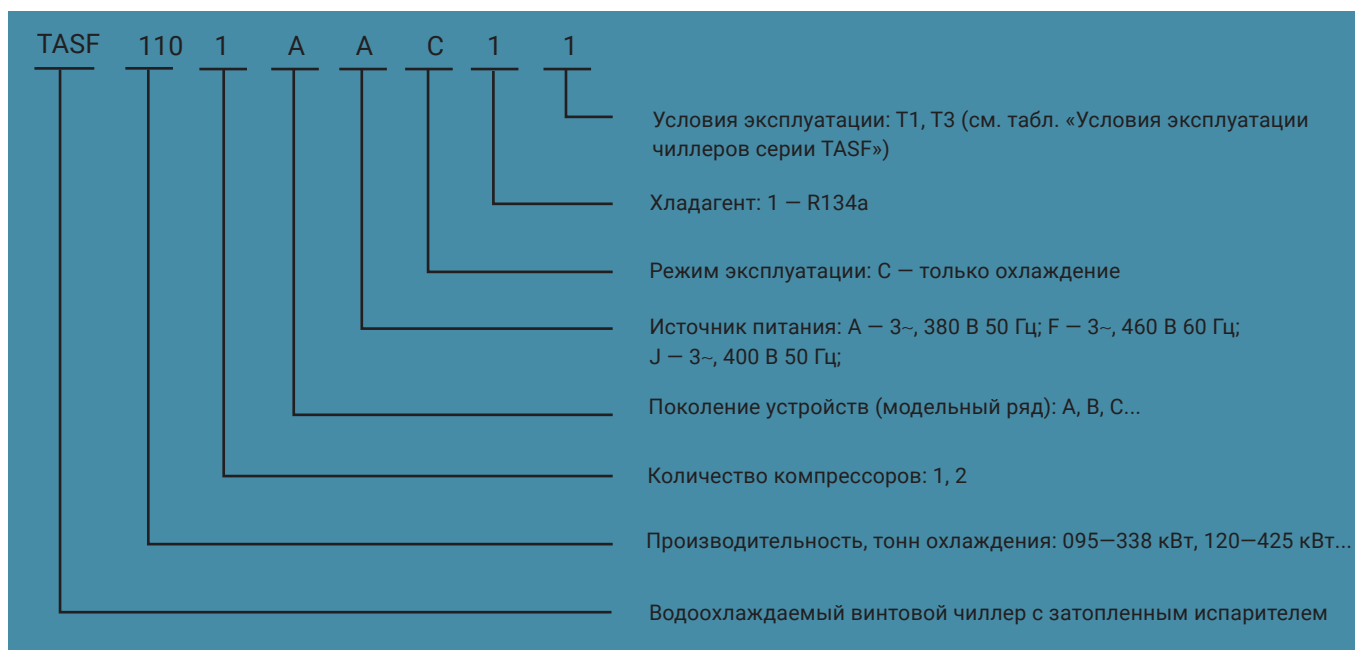 TASF 110 1 A A C 1 1
Условия эксплуатации: Т1, Т3 (см. табл. «Условия эксплуатации
чиллеров серии TASF»)
Хладагент: 1 — R134a
Режим эксплуатации: С — только охлаждение
Источник питания: A — 3~, 380 В 50 Гц; F — 3~, 460 В 60 Гц;
J — 3~, 400 В 50 Гц;
Поколение устройств (модельный ряд): A, B, C...
Количество компрессоров: 1, 2
Производительность, тонн охлаждения: 095—338 кВт, 120—425 кВт...
Водоохлаждаемый винтовой чиллер с затопленным испарителем